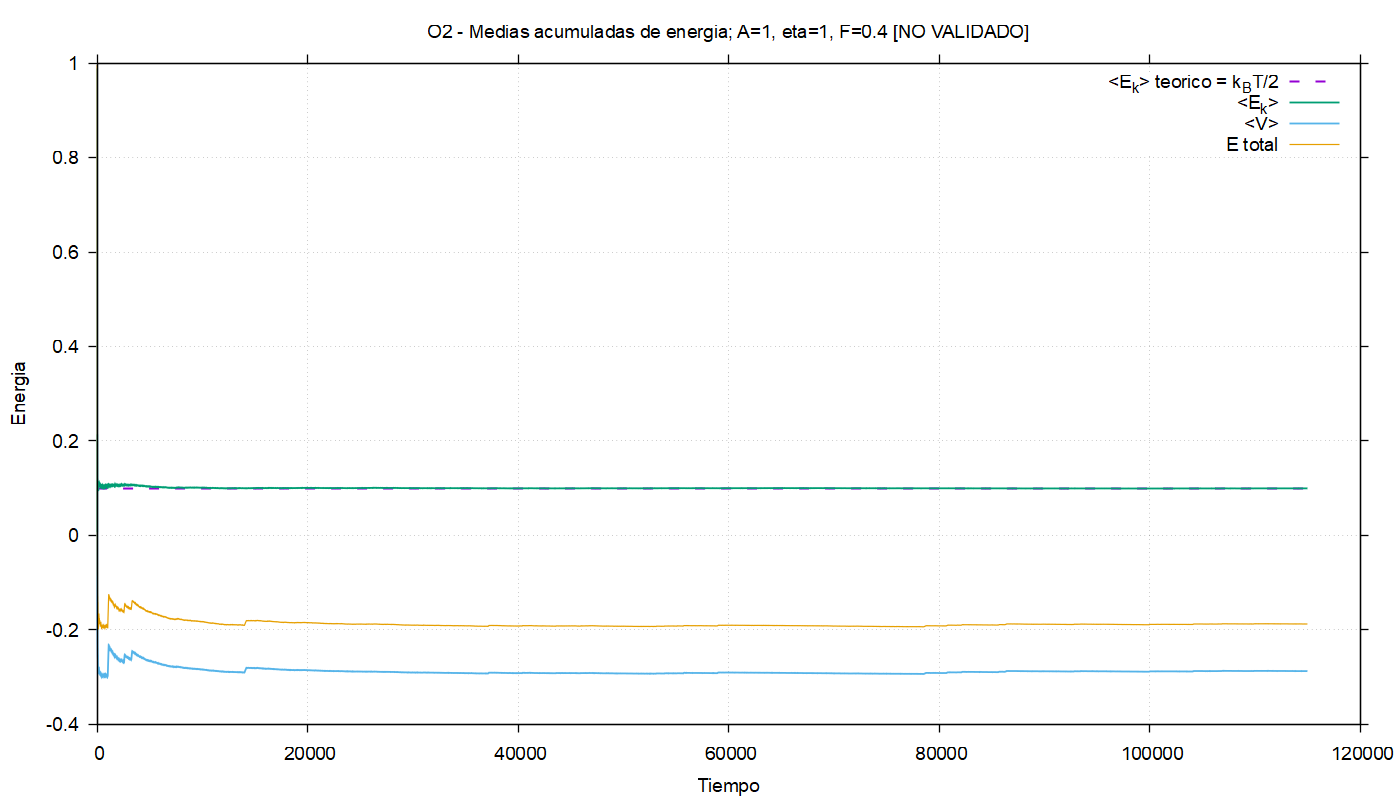 O2 - Medias acumuladas de energia; A=1, eta=1, F=0.4 [NO VALIDADO]
<E_k> teorico = k_BT/2
<E_k>
<V>
E total
1
0.8
0.6
0.4
0.2
0
-0.2
-0.4
Energia
0 20000 40000 60000 80000 100000 120000
Tiempo